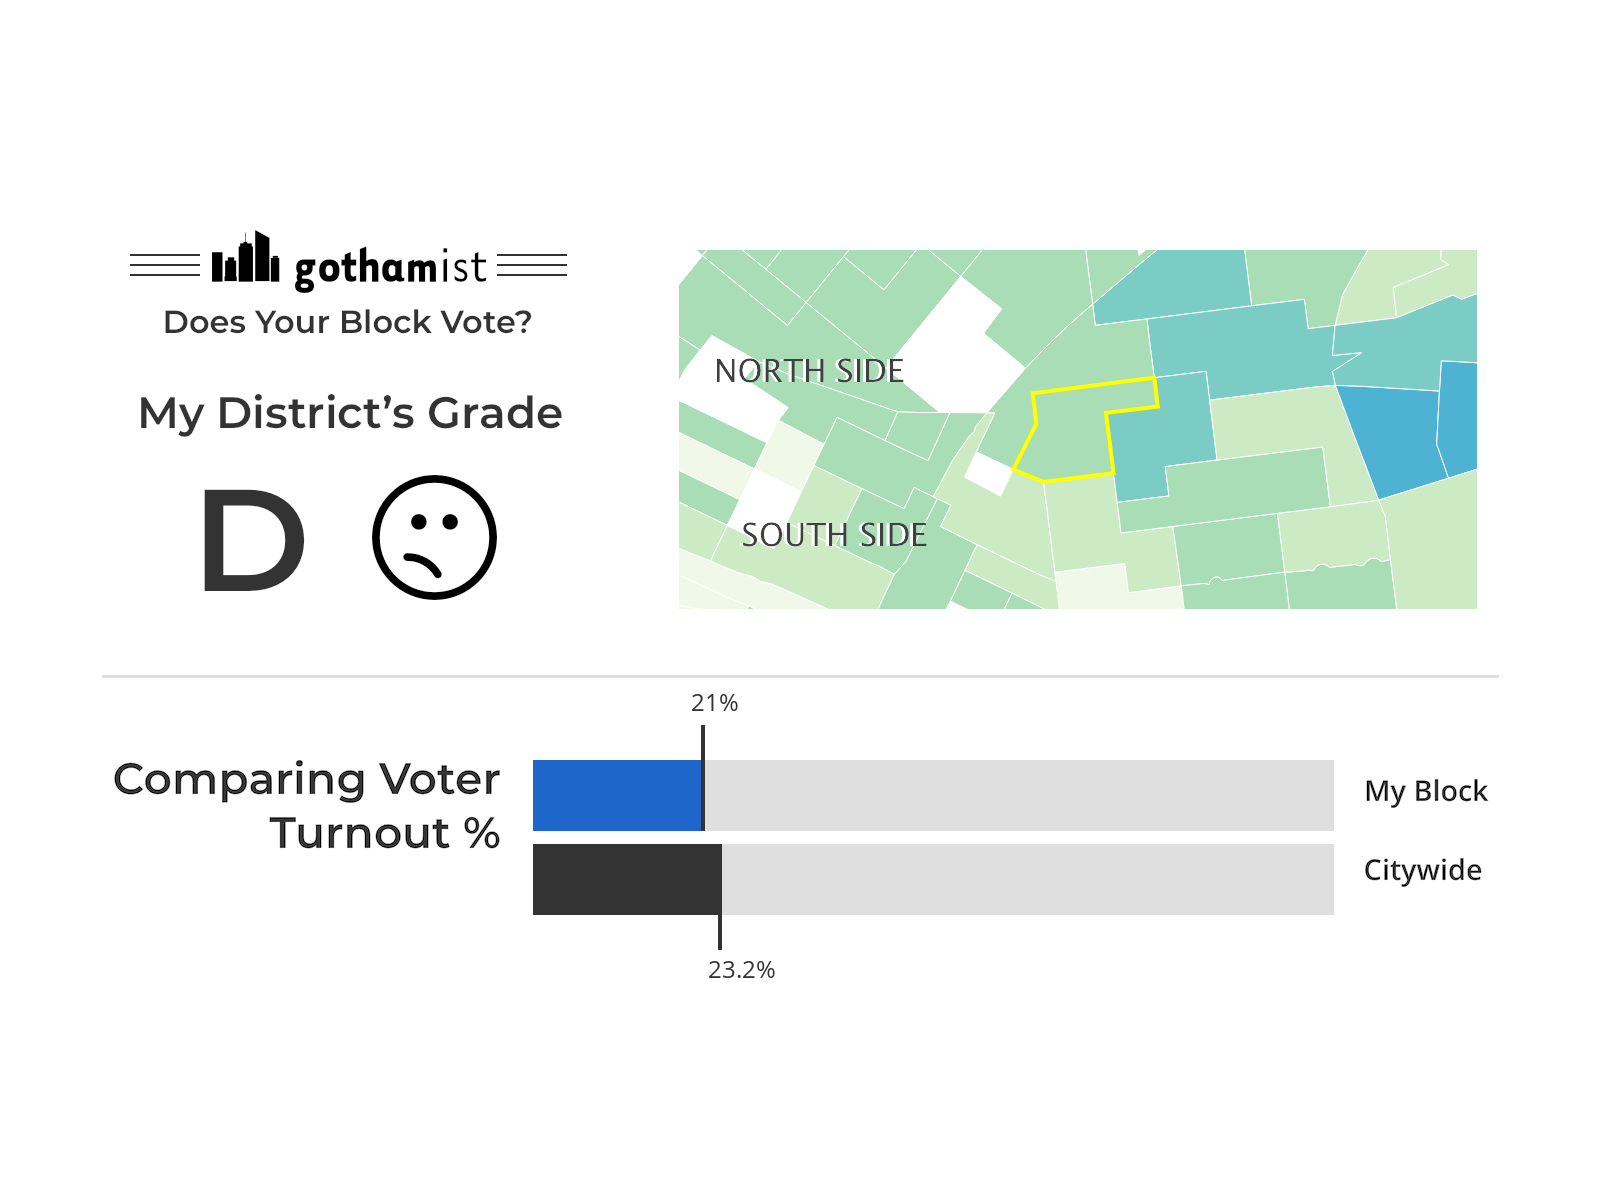 gothamist
Does Your Block Vote?
My District’s Grade
D
NORTH SIDE
SOUTH SIDE
Comparing Voter
Turnout %
21%
My Block
Citywide
23.2%